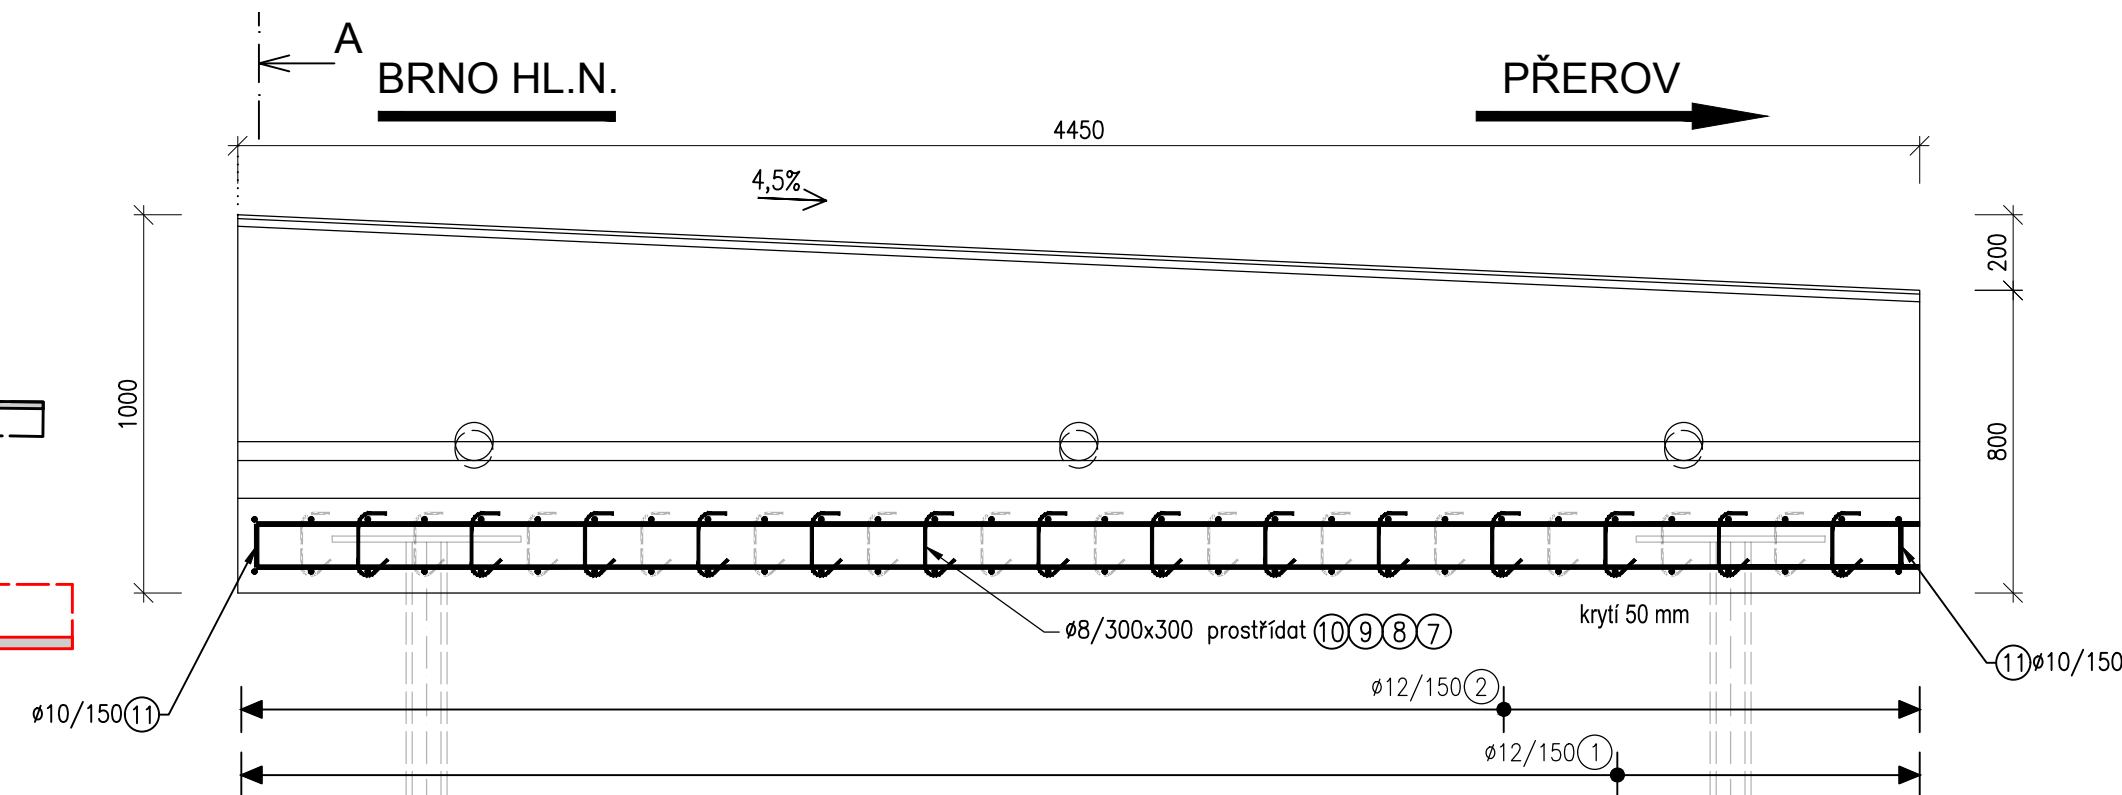 A
BRNO HL.N.
PŘEROV
4450
4,5%
200
1000
800
ø8/300x300 prostřídat 10 9 8 7
krytí 50 mm
11 ø10/150
ø12/150 2
ø10/150 11
ø12/150 1